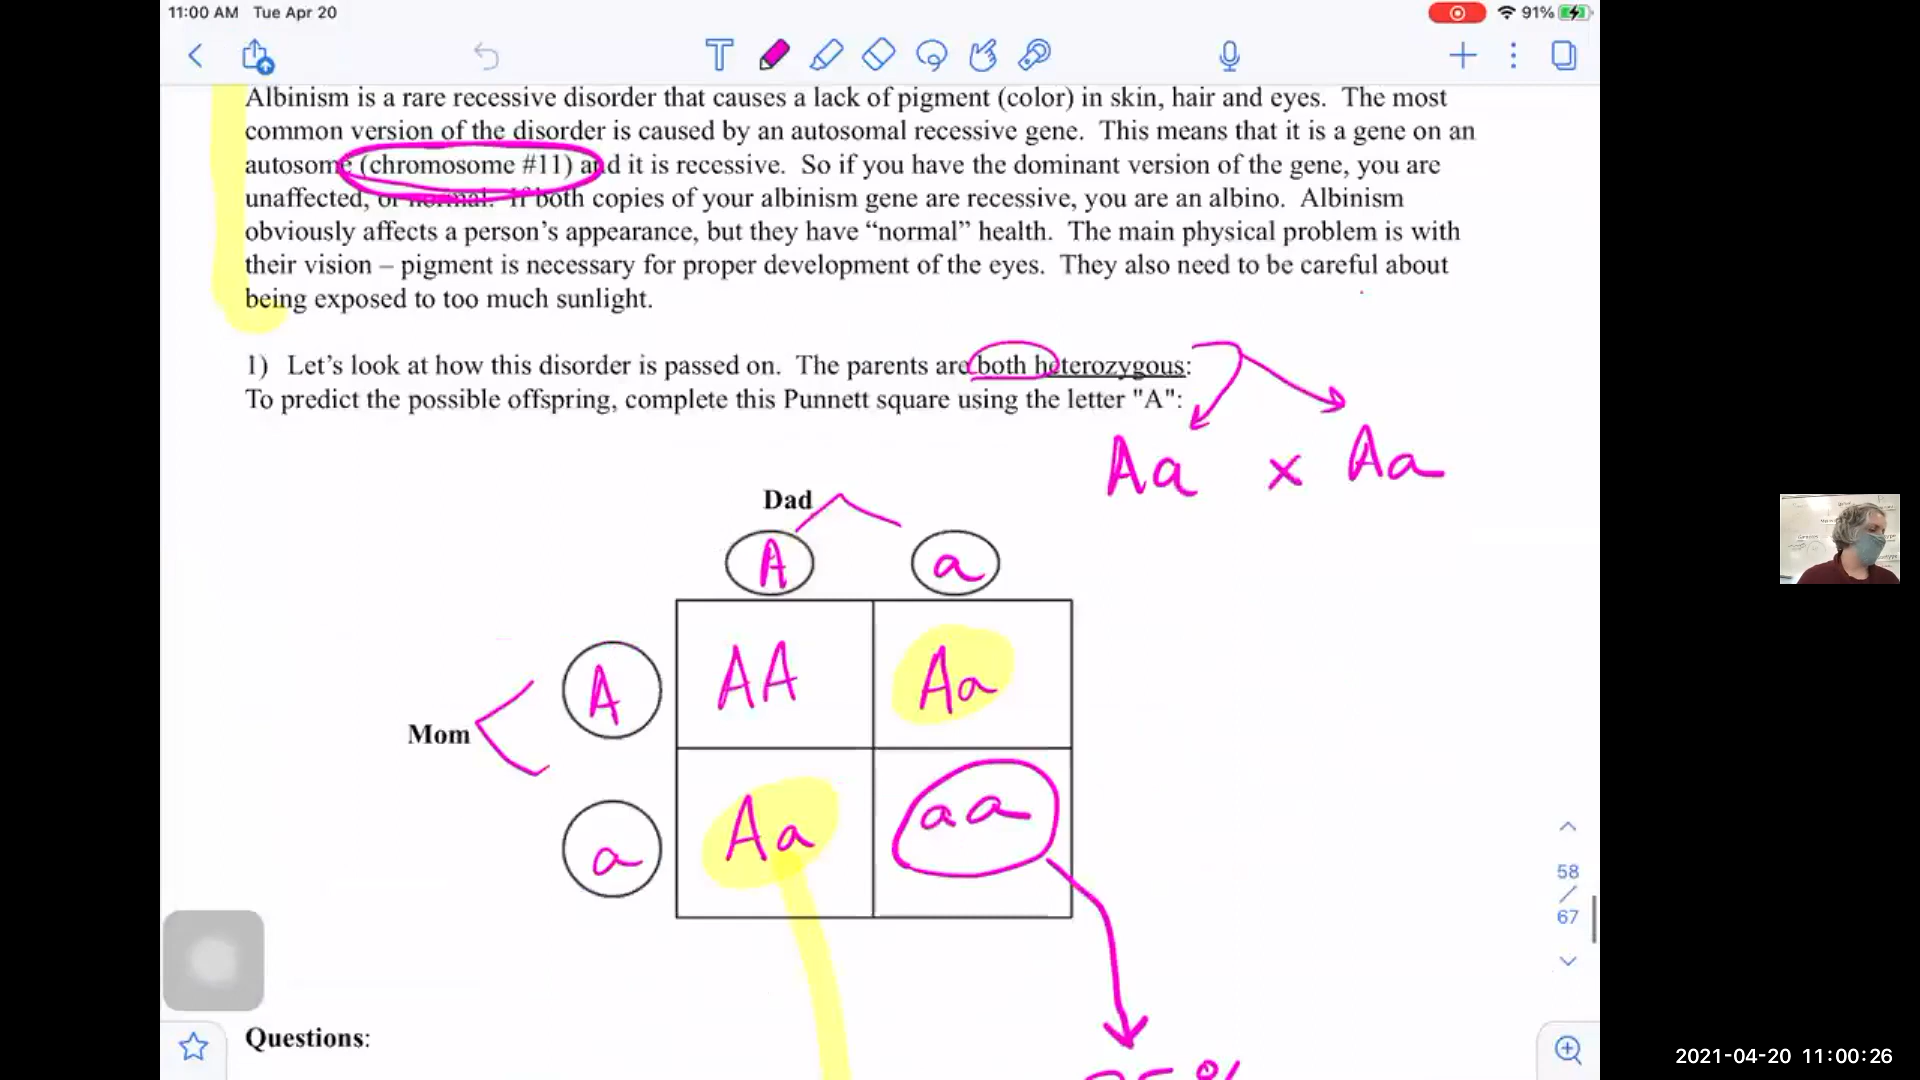 11:00 AM Tue Apr 20
91%
Albinism is a rare recessive disorder that causes a lack of pigment (color) in skin, hair and eyes. The most
common version of the disorder is caused by an autosomal recessive gene. This means that it is a gene on an
autosome (chromosome #11) and it is recessive. So if you have the dominant version of the gene, you are
unaffected, or normal. If both copies of your albinism gene are recessive, you are an albino. Albinism
obviously affects a person’s appearance, but they have “normal” health. The main physical problem is with
their vision – pigment is necessary for proper development of the eyes. They also need to be careful about
being exposed to too much sunlight.
1) Let’s look at how this disorder is passed on. The parents are both heterozygous:
To predict the possible offspring, complete this Punnett square using the letter "A":
Aa x Aa
Dad
A a
A AA Aa
Mom
a Aa aa
58
/
67
Questions:
2021-04-20 11:00:26